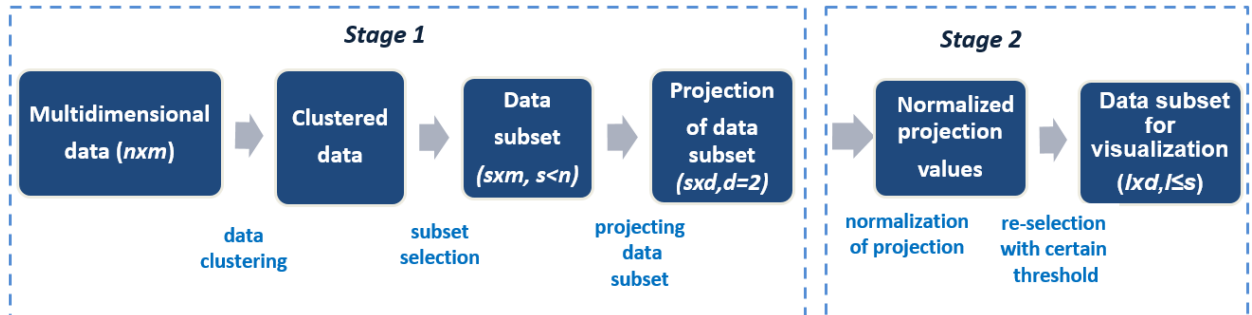 Stage 1
Multidimensional
data (nxm)
Clustered
data
Data
subset
(sxm, s<n)
Projection
of data
subset
(sxd,d=2)
data
clustering
subset
selection
projecting
data
subset
Stage 2
Normalized
projection
values
Data subset
for
visualization
(lxd,l≤s)
normalization
of projection
re-selection
with certain
threshold